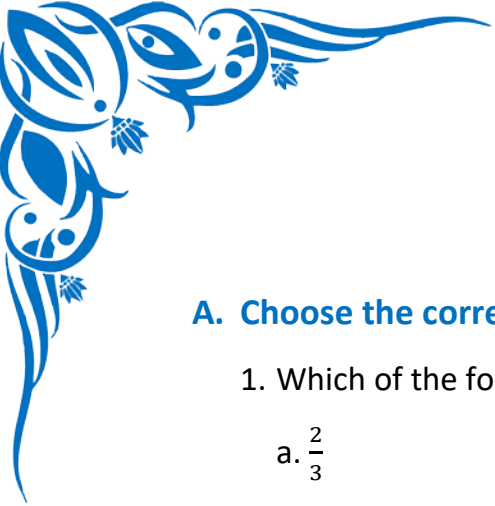 A. Choose the corre
1. Which of the fo
a. 2/3